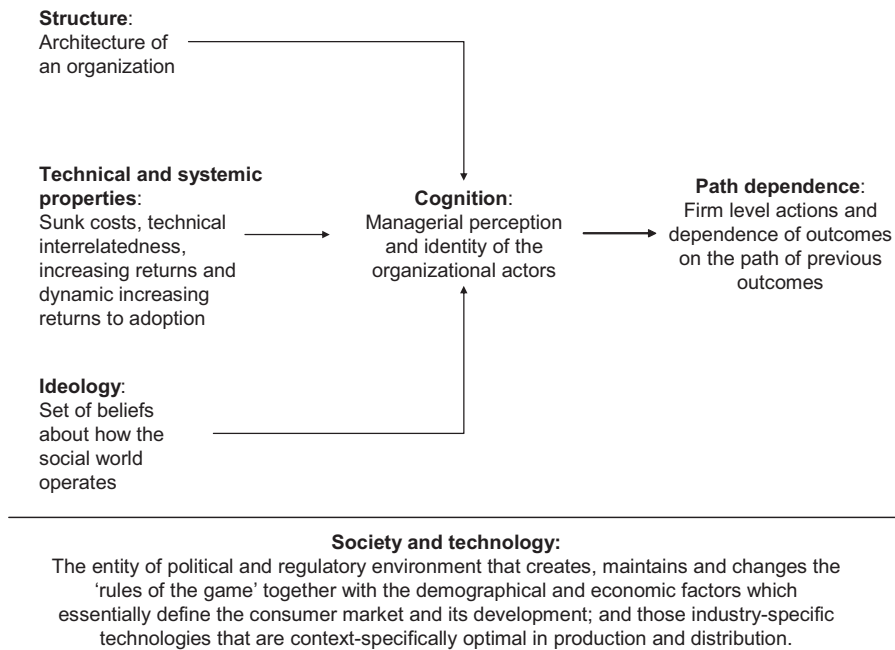 Structure:
Architecture of
an organization
Technical and systemic
properties:
Sunk costs, technical
interrelatedness,
increasing returns and
dynamic increasing
returns to adoption
Cognition:
Managerial perception
and identity of the
organizational actors
Path dependence:
Firm level actions and
dependence of outcomes
on the path of previous
outcomes
Ideology:
Set of beliefs
about how the
social world
operates
Society and technology:
The entity of political and regulatory environment that creates, maintains and changes the
‘rules of the game’ together with the demographical and economic factors which
essentially define the consumer market and its development; and those industry-specific
technologies that are context-specifically optimal in production and distribution.